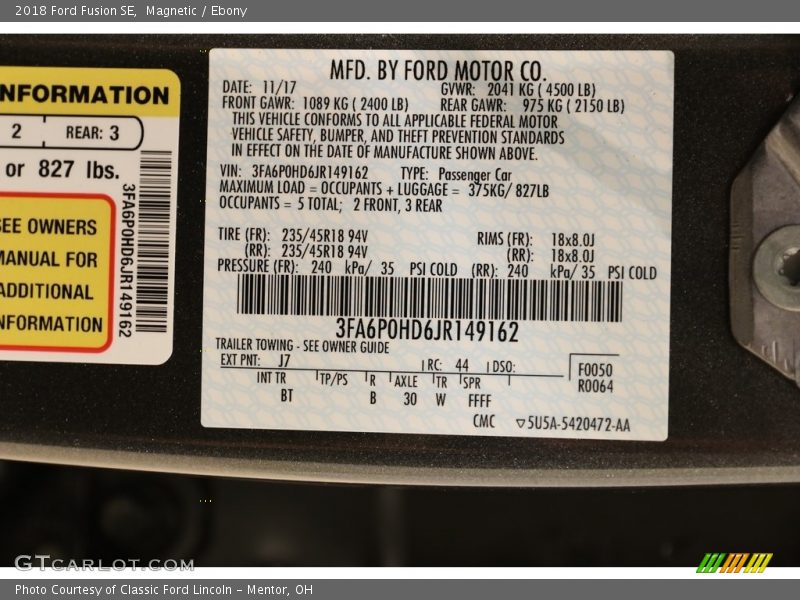 2018 Ford Fusion SE, Magnetic / Ebony
NFORMATION
2 REAR: 3
or 827 lbs.
SEE OWNERS
MANUAL FOR
ADDITIONAL
NFORMATION
3FA6P0HD6JR149162
MFD. BY FORD MOTOR CO.
DATE: 11/17 GVWR: 2041 KG ( 4500 LB)
FRONT GAWR: 1089 KG ( 2400 LB) REAR GAWR: 975 KG ( 2150 LB)
THIS VEHICLE CONFORMS TO ALL APPLICABLE FEDERAL MOTOR
VEHICLE SAFETY, BUMPER, AND THEFT PREVENTION STANDARDS
IN EFFECT ON THE DATE OF MANUFACTURE SHOWN ABOVE.
VIN: 3FA6P0HD6JR149162 TYPE: Passenger Car
MAXIMUM LOAD = OCCUPANTS + LUGGAGE = 375KG/ 827LB
OCCUPANTS = 5 TOTAL; 2 FRONT, 3 REAR
TIRE (FR): 235/45R18 94V RIMS (FR): 18x8.0J
(RR): 235/45R18 94V (RR): 18x8.0J
PRESSURE (FR): 240 kPa/ 35 PSI COLD (RR): 240 kPa/ 35 PSI COLD
3FA6P0HD6JR149162
TRAILER TOWING - SEE OWNER GUIDE
EXT PNT: J7 RC: 44 DSO: F0050
R0064
INT TR TP/PS R AXLE TR SPR
BT B 30 W FFFF
CMC ▽5U5A-5420472-AA
GTCARLOT.COM
Photo Courtesy of Classic Ford Lincoln – Mentor, OH